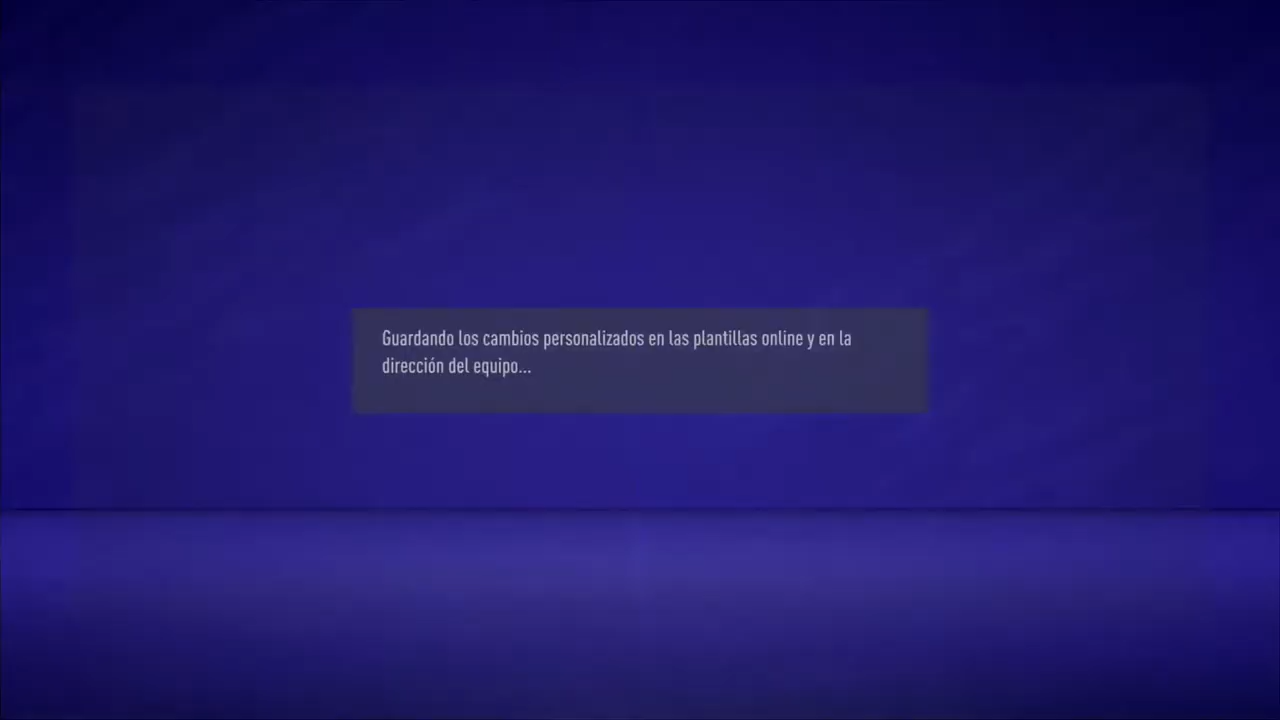 Guardando los cambios personalizados en las plantillas online y en la
dirección del equipo...